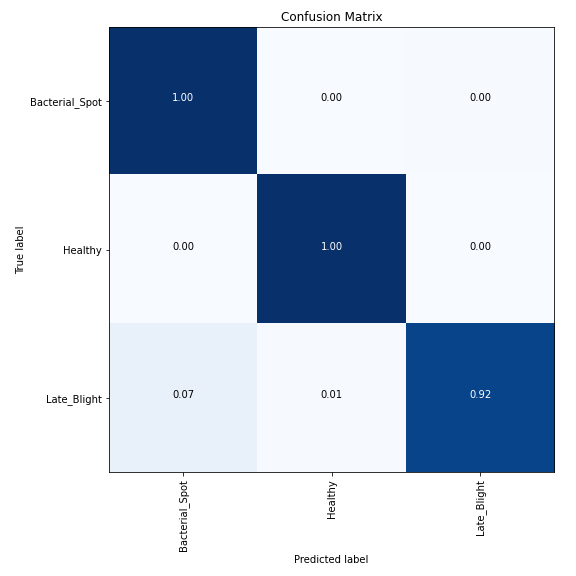 Confusion Matrix
Bacterial_Spot
1.00
0.00
0.00
Healthy
0.00
1.00
0.00
Late_Blight
0.07
0.01
0.92
True label
Bacterial_Spot
Healthy
Late_Blight
Predicted label